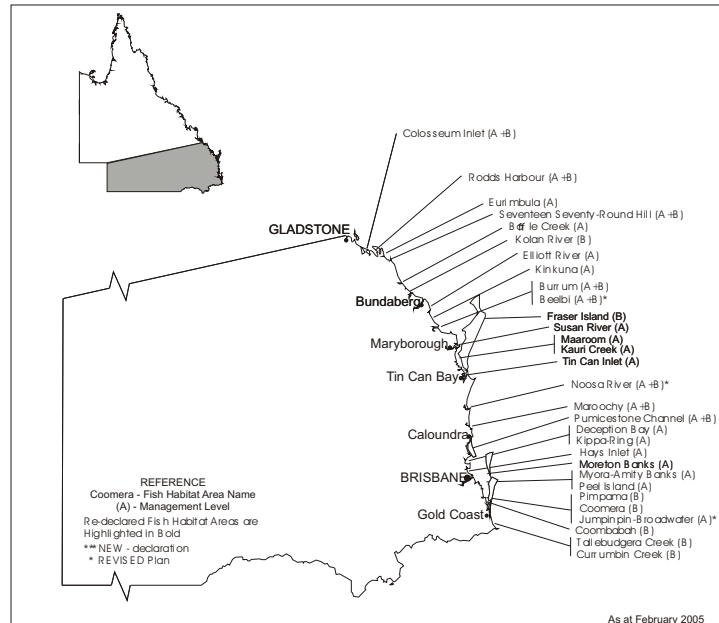 Colosseum Inlet (A+B)
Rodds Harbour (A+B)
Eurimbula (A)
Seventeen Seventy-Round Hill (A+B)
GLADSTONE
Baffle Creek (A)
Kolan River (B)
Elliott River (A)
Kinkuna (A)
Burrum (A+B)
Beelbi (A+B)*
Bundaberg
Fraser Island (B)
Susan River (A)
Maryborough
Maaroom (A)
Kauri Creek (A)
Tin Can Inlet (A)
Tin Can Bay
Noosa River (A+B)*
Maroochy (A+B)
Pumicestone Channel (A+B)
Deception Bay (A)
Caloundra
Kippa-Ring (A)
Hays Inlet (A)
Moreton Banks (A)
Myora-Amity Banks (A)
BRISBANE
Peel Island (A)
Pimpama (B)
Coomera (B)
Jumpinpin-Broadwater (A)*
Gold Coast
Coombabah (B)
Tallebudgera Creek (B)
Currumbin Creek (B)
REFERENCE
Coomera - Fish Habitat Area Name
(A) - Management Level
Re-declared Fish Habitat Areas are
Highlighted in Bold
*** NEW - declaration
* REVISED Plan
As at February 2005